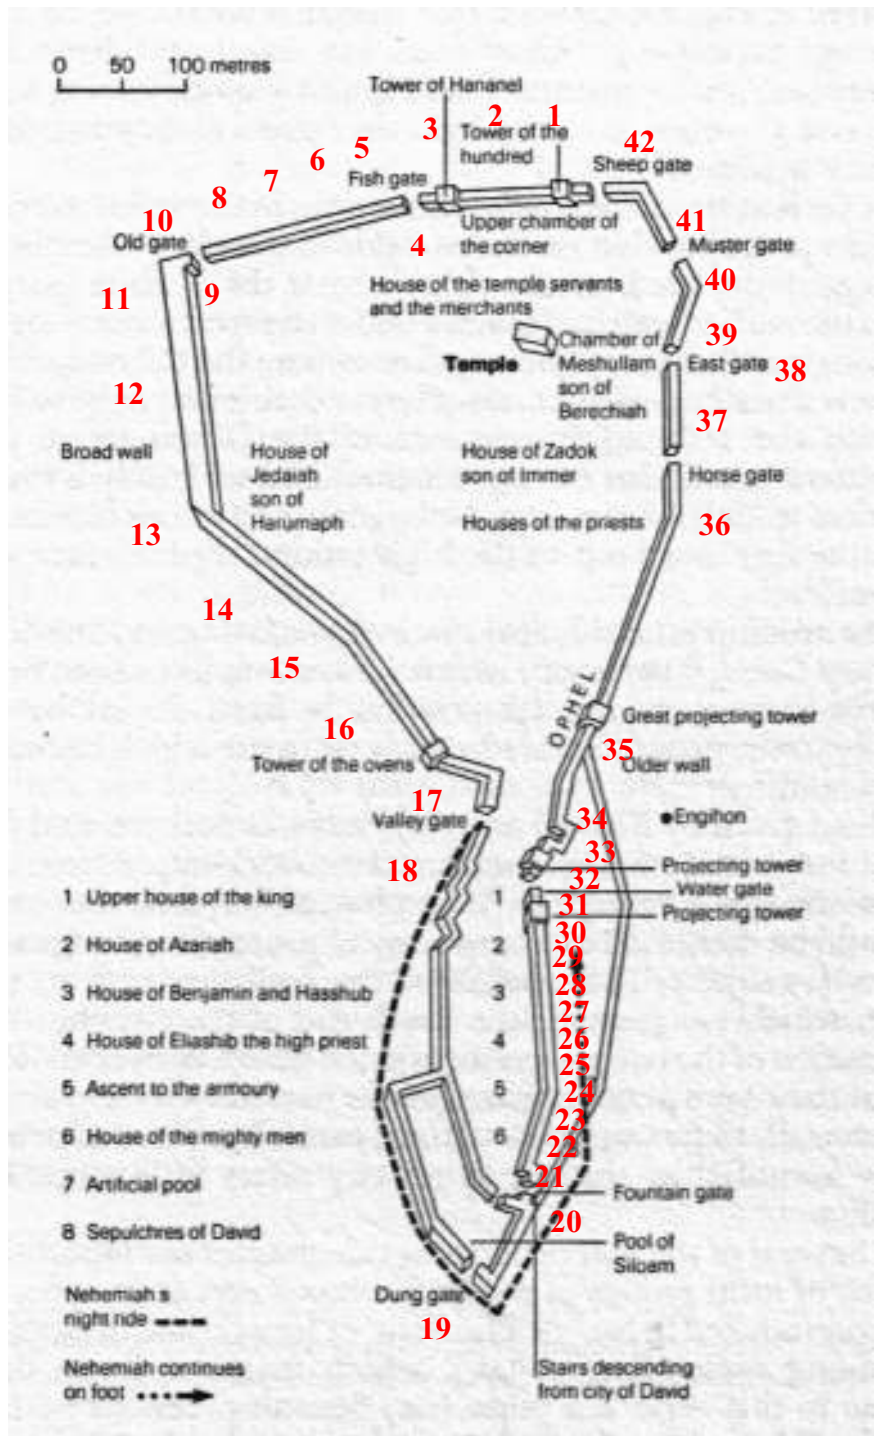 0 50 100 metres
Tower of Hananel
3 2 1
Tower of the
hundred
42
Sheep gate
5
6
7
8
Fish gate
10
Old gate
4
Upper chamber of
the corner
41
Muster gate
9
11
House of the temple servants
and the merchants
40
39
Chamber of
Meshullam
son of
Berechiah
Temple
East gate
38
12
37
Broad wall
House of
Jedaiah
son of
Harumaph
House of Zadok
son of Immer
Horse gate
13
Houses of the priests
36
14
15
OPHEL
16
Great projecting tower
35
Tower of the ovens
Older wall
17
Valley gate
34
Engihon
18
33
Projecting tower
32
Water gate
1 Upper house of the king
1
31
Projecting tower
30
2 House of Azariah
2
29
28
3 House of Benjamin and Hasshub
3
27
26
4 House of Eliashib the high priest
4
25
5 Ascent to the armoury
5
24
23
6 House of the mighty men
6
22
21
7 Artificial pool
Fountain gate
20
8 Sepulchres of David
Pool of
Siloam
Nehemiah s
night ride
Dung gate
19
Nehemiah continues
on foot
Stairs descending
from city of David